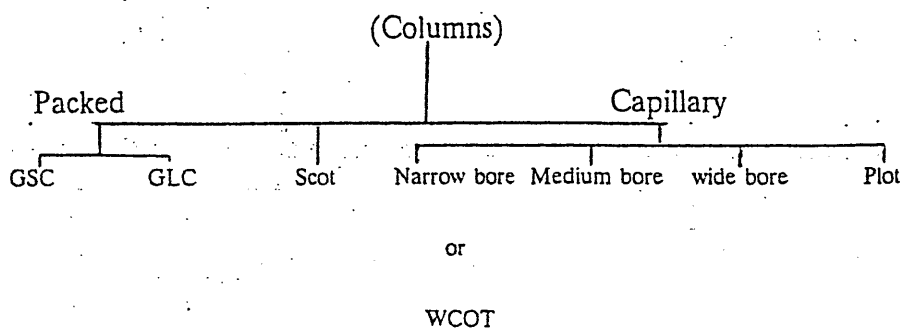 (Columns)
Packed Capillary
GSC GLC Scot Narrow bore Medium bore wide bore Plot
or
WCOT